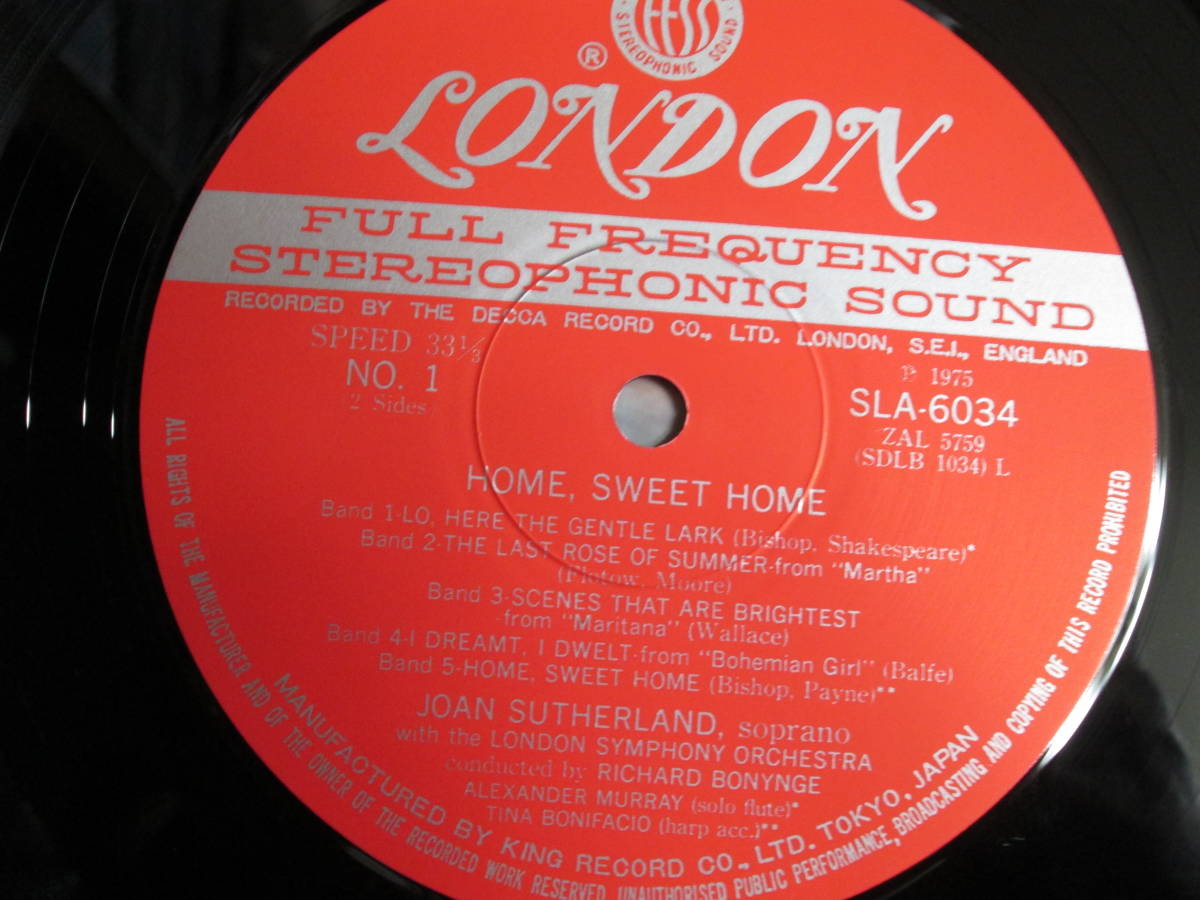 FFSS
STEREOPHONIC SOUND
®
LONDON
FULL FREQUENCY
STEREOPHONIC SOUND
RECORDED BY THE DECCA RECORD CO., LTD. LONDON, S.E.I., ENGLAND
SPEED 33⅓
NO. 1
2 Sides
℗ 1975
SLA-6034
ZAL 5759
(SDLB 1034) L
HOME, SWEET HOME
Band 1-LO, HERE THE GENTLE LARK (Bishop, Shakespeare)*
Band 2-THE LAST ROSE OF SUMMER-from "Martha"
(Flotow, Moore)
Band 3-SCENES THAT ARE BRIGHTEST
-from "Maritana" (Wallace)
Band 4-I DREAMT, I DWELT-from "Bohemian Girl" (Balfe)
Band 5-HOME, SWEET HOME (Bishop, Payne)**
JOAN SUTHERLAND, soprano
with the LONDON SYMPHONY ORCHESTRA
conducted by RICHARD BONYNGE
ALEXANDER MURRAY (solo flute)*
TINA BONIFACIO (harp acc.)**
MANUFACTURED BY KING RECORD CO., LTD. TOKYO, JAPAN
ALL RIGHTS OF THE MANUFACTURER AND OF THE OWNER OF THE RECORDED WORK RESERVED. UNAUTHORISED PUBLIC PERFORMANCE, BROADCASTING AND COPYING OF THIS RECORD PROHIBITED